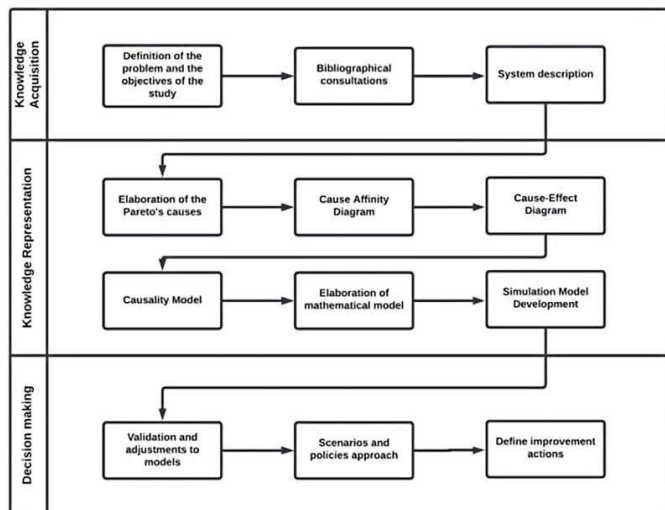 Knowledge
Acquisition
Definition of the
problem and the
objectives of the
study
Bibliographical
consultations
System description
Knowledge Representation
Elaboration of the
Pareto's causes
Cause Affinity
Diagram
Cause-Effect
Diagram
Causality Model
Elaboration of
mathematical model
Simulation Model
Development
Decision making
Validation and
adjustments to
models
Scenarios and
policies approach
Define improvement
actions